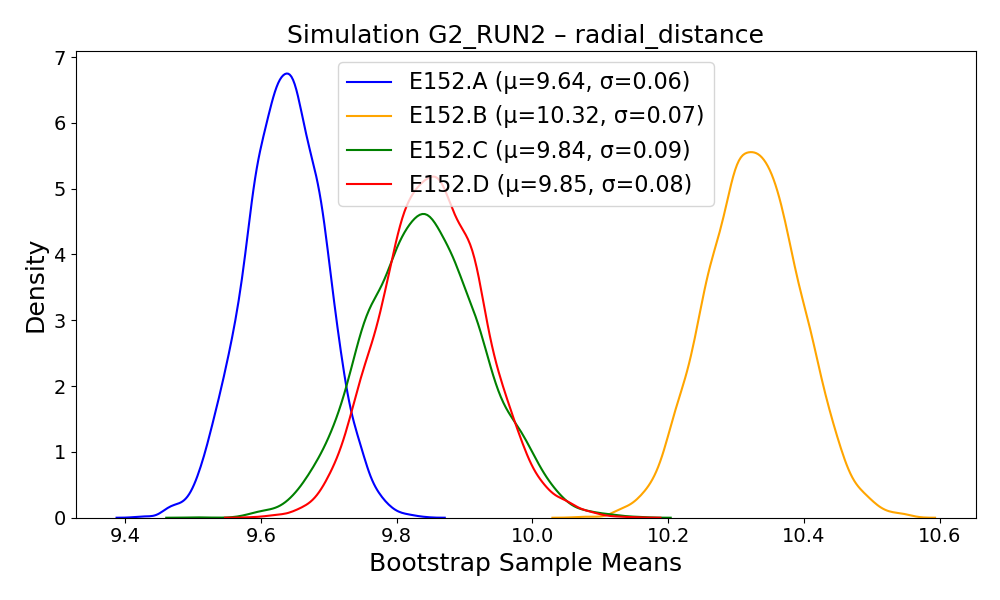 Simulation G2_RUN2 – radial_distance
E152.A (μ=9.64, σ=0.06)
E152.B (μ=10.32, σ=0.07)
E152.C (μ=9.84, σ=0.09)
E152.D (μ=9.85, σ=0.08)
Density
7
6
5
4
3
2
1
0
9.4 9.6 9.8 10.0 10.2 10.4 10.6
Bootstrap Sample Means